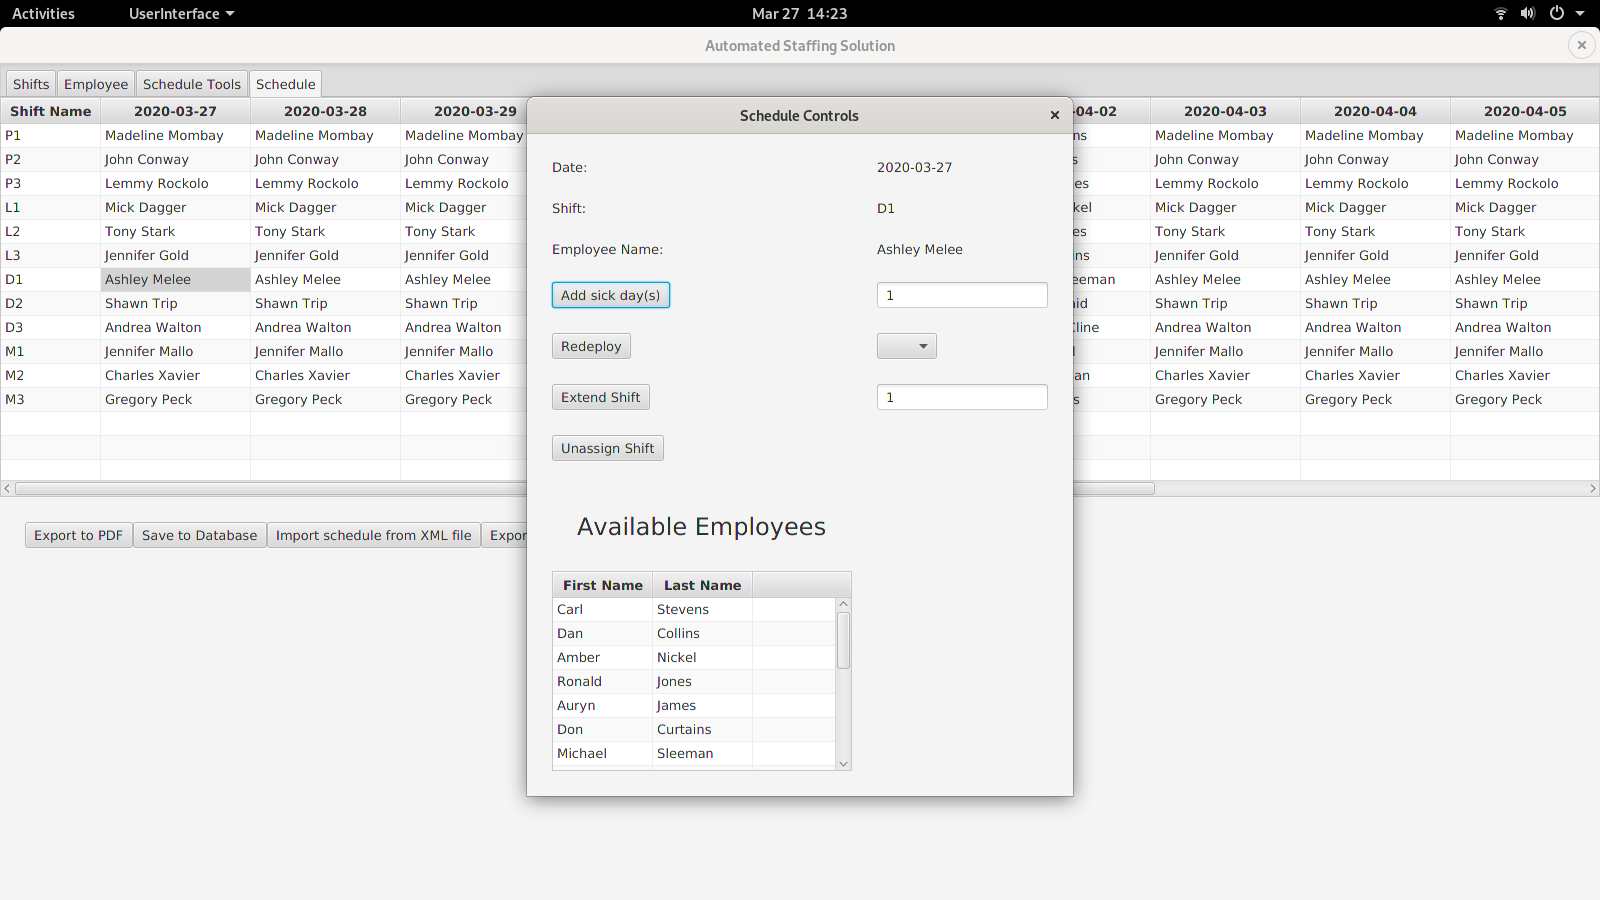 Activities UserInterface Mar 27 14:23
Automated Staffing Solution
Shifts Employee Schedule Tools Schedule
Shift Name 2020-03-27 2020-03-28 2020-03-29 04-02 2020-04-03 2020-04-04 2020-04-05
P1 Madeline Mombay Madeline Mombay Madeline Mombay ns Madeline Mombay Madeline Mombay Madeline Mombay
P2 John Conway John Conway John Conway s John Conway John Conway John Conway
P3 Lemmy Rockolo Lemmy Rockolo Lemmy Rockolo es Lemmy Rockolo Lemmy Rockolo Lemmy Rockolo
L1 Mick Dagger Mick Dagger Mick Dagger kel Mick Dagger Mick Dagger Mick Dagger
L2 Tony Stark Tony Stark Tony Stark es Tony Stark Tony Stark Tony Stark
L3 Jennifer Gold Jennifer Gold Jennifer Gold ns Jennifer Gold Jennifer Gold Jennifer Gold
D1 Ashley Melee Ashley Melee Ashley Melee eeman Ashley Melee Ashley Melee Ashley Melee
D2 Shawn Trip Shawn Trip Shawn Trip id Shawn Trip Shawn Trip Shawn Trip
D3 Andrea Walton Andrea Walton Andrea Walton Cline Andrea Walton Andrea Walton Andrea Walton
M1 Jennifer Mallo Jennifer Mallo Jennifer Mallo Jennifer Mallo Jennifer Mallo Jennifer Mallo
M2 Charles Xavier Charles Xavier Charles Xavier an Charles Xavier Charles Xavier Charles Xavier
M3 Gregory Peck Gregory Peck Gregory Peck s Gregory Peck Gregory Peck Gregory Peck
Export to PDF Save to Database Import schedule from XML file Expor
Schedule Controls
Date: 2020-03-27
Shift: D1
Employee Name: Ashley Melee
Add sick day(s) 1
Redeploy
Extend Shift 1
Unassign Shift
Available Employees
First Name Last Name
Carl Stevens
Dan Collins
Amber Nickel
Ronald Jones
Auryn James
Don Curtains
Michael Sleeman